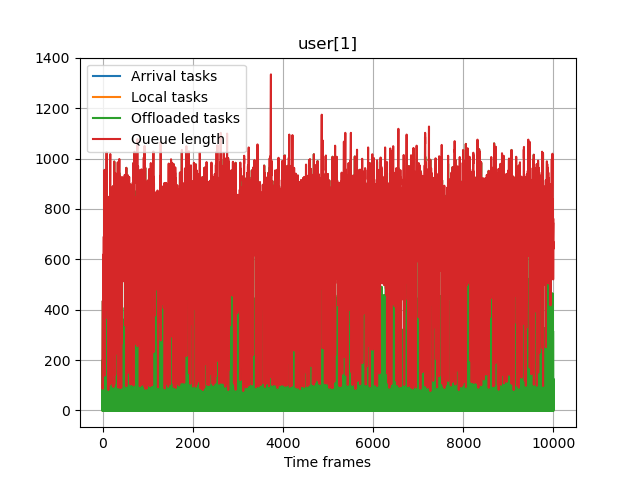 user[1]
1400
1200
1000
800
600
400
200
0
Arrival tasks
Local tasks
Offloaded tasks
Queue length
0 2000 4000 6000 8000 10000
Time frames